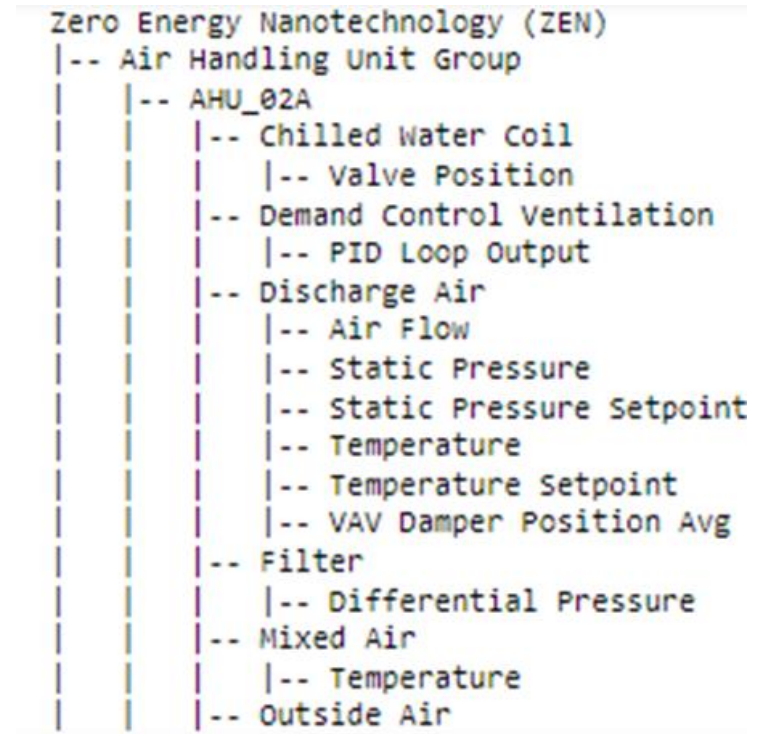 Zero Energy Nanotechnology (ZEN)
|-- Air Handling Unit Group
|   |-- AHU_02A
|   |   |-- Chilled Water Coil
|   |   |   |-- Valve Position
|   |   |-- Demand Control Ventilation
|   |   |   |-- PID Loop Output
|   |   |-- Discharge Air
|   |   |   |-- Air Flow
|   |   |   |-- Static Pressure
|   |   |   |-- Static Pressure Setpoint
|   |   |   |-- Temperature
|   |   |   |-- Temperature Setpoint
|   |   |   |-- VAV Damper Position Avg
|   |   |-- Filter
|   |   |   |-- Differential Pressure
|   |   |-- Mixed Air
|   |   |   |-- Temperature
|   |   |-- Outside Air